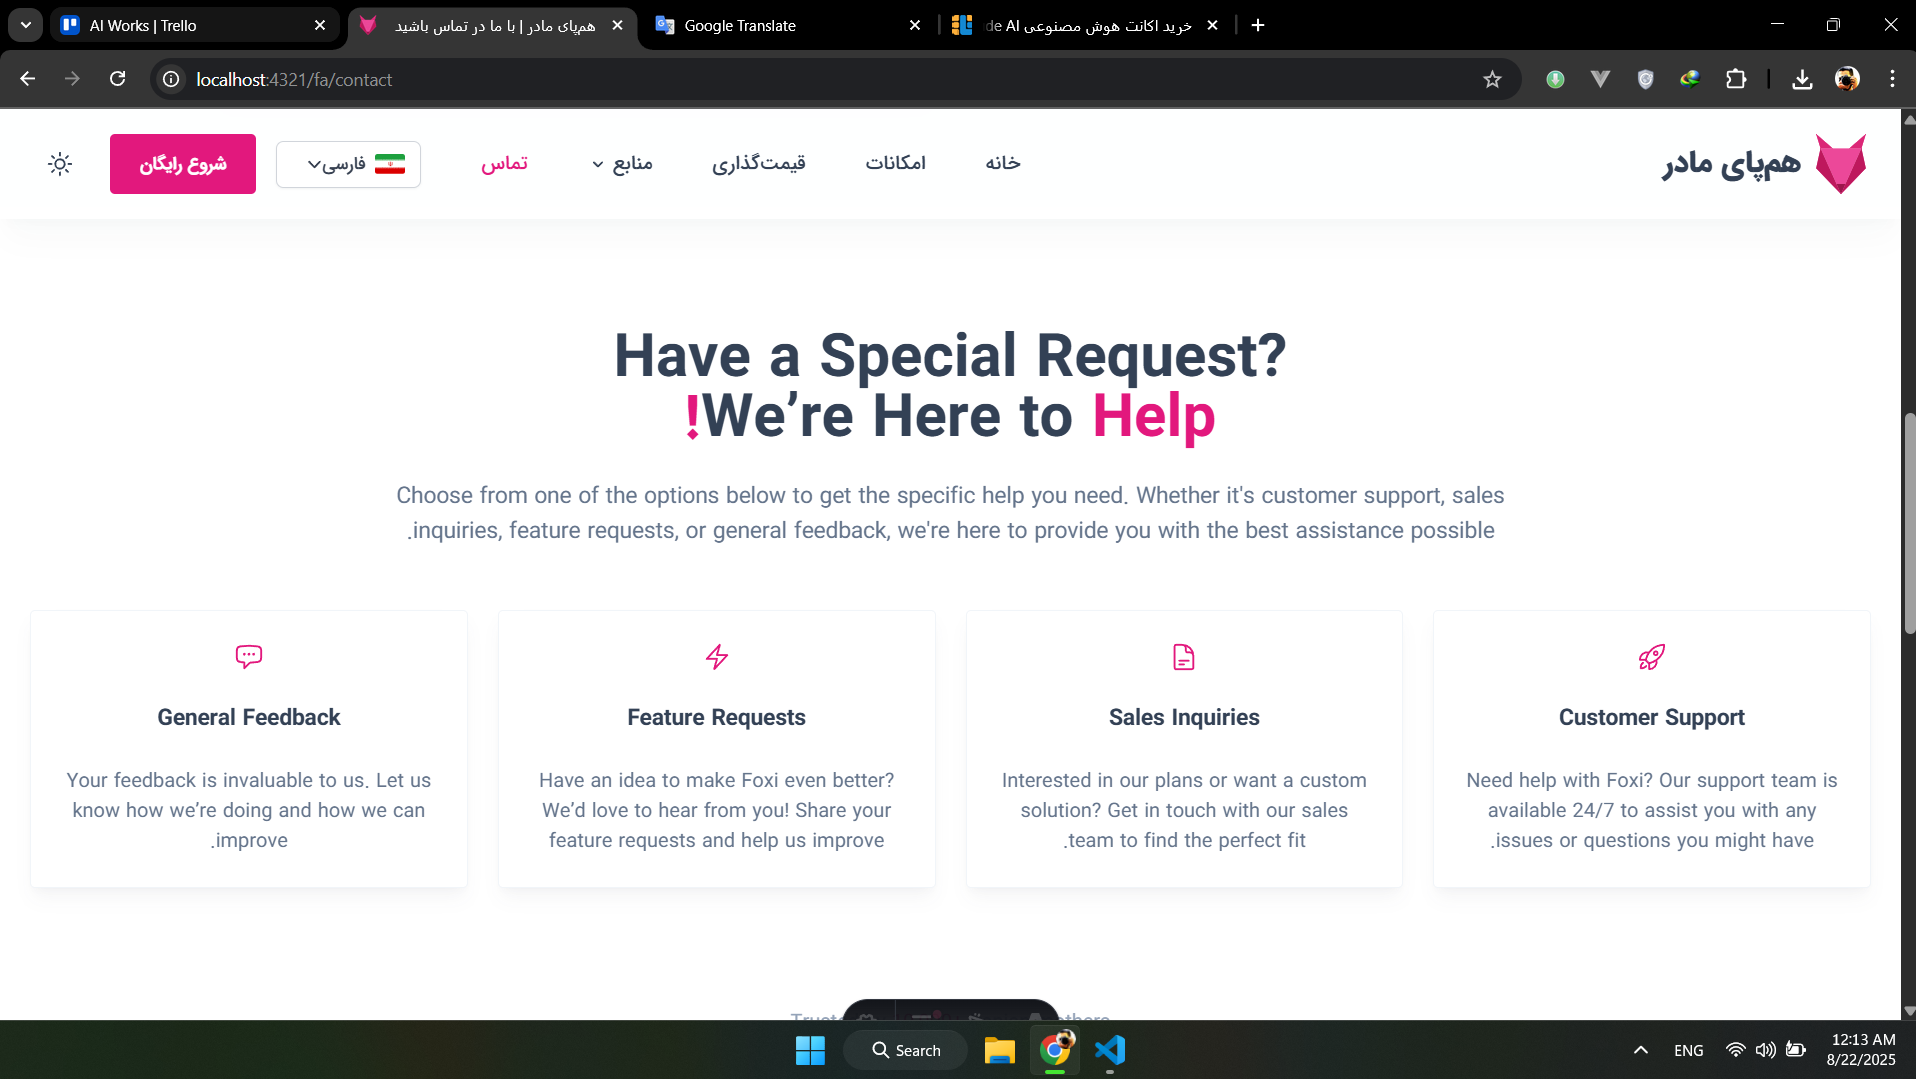 AI Works | Trello
هم‌پای مادر | با ما در تماس باشید
Google Translate
خرید اکانت هوش مصنوعی de AI
localhost:4321/fa/contact
هم‌پای مادر
خانه
امکانات
قیمت‌گذاری
منابع
تماس
فارسی
شروع رایگان
Have a Special Request?
We’re Here to Help!
Choose from one of the options below to get the specific help you need. Whether it's customer support, sales
inquiries, feature requests, or general feedback, we're here to provide you with the best assistance possible.
Customer Support
Need help with Foxi? Our support team is
available 24/7 to assist you with any
issues or questions you might have.
Sales Inquiries
Interested in our plans or want a custom
solution? Get in touch with our sales
team to find the perfect fit.
Feature Requests
Have an idea to make Foxi even better?
We’d love to hear from you! Share your
feature requests and help us improve
General Feedback
Your feedback is invaluable to us. Let us
know how we’re doing and how we can
improve.
Search
ENG
12:13 AM
8/22/2025